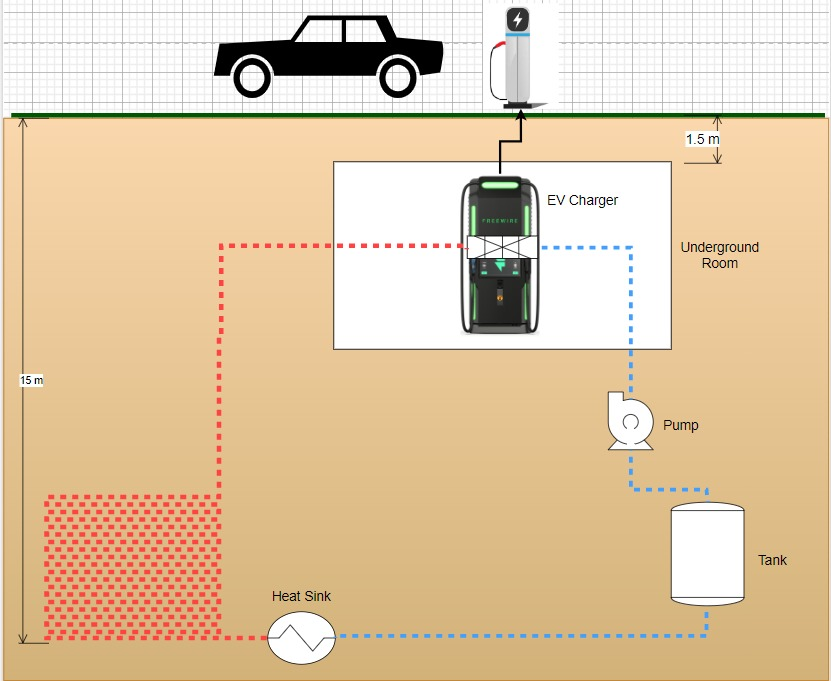 1.5 m
EV Charger
FREEWIRE
Underground
Room
15 m
Pump
Tank
Heat Sink